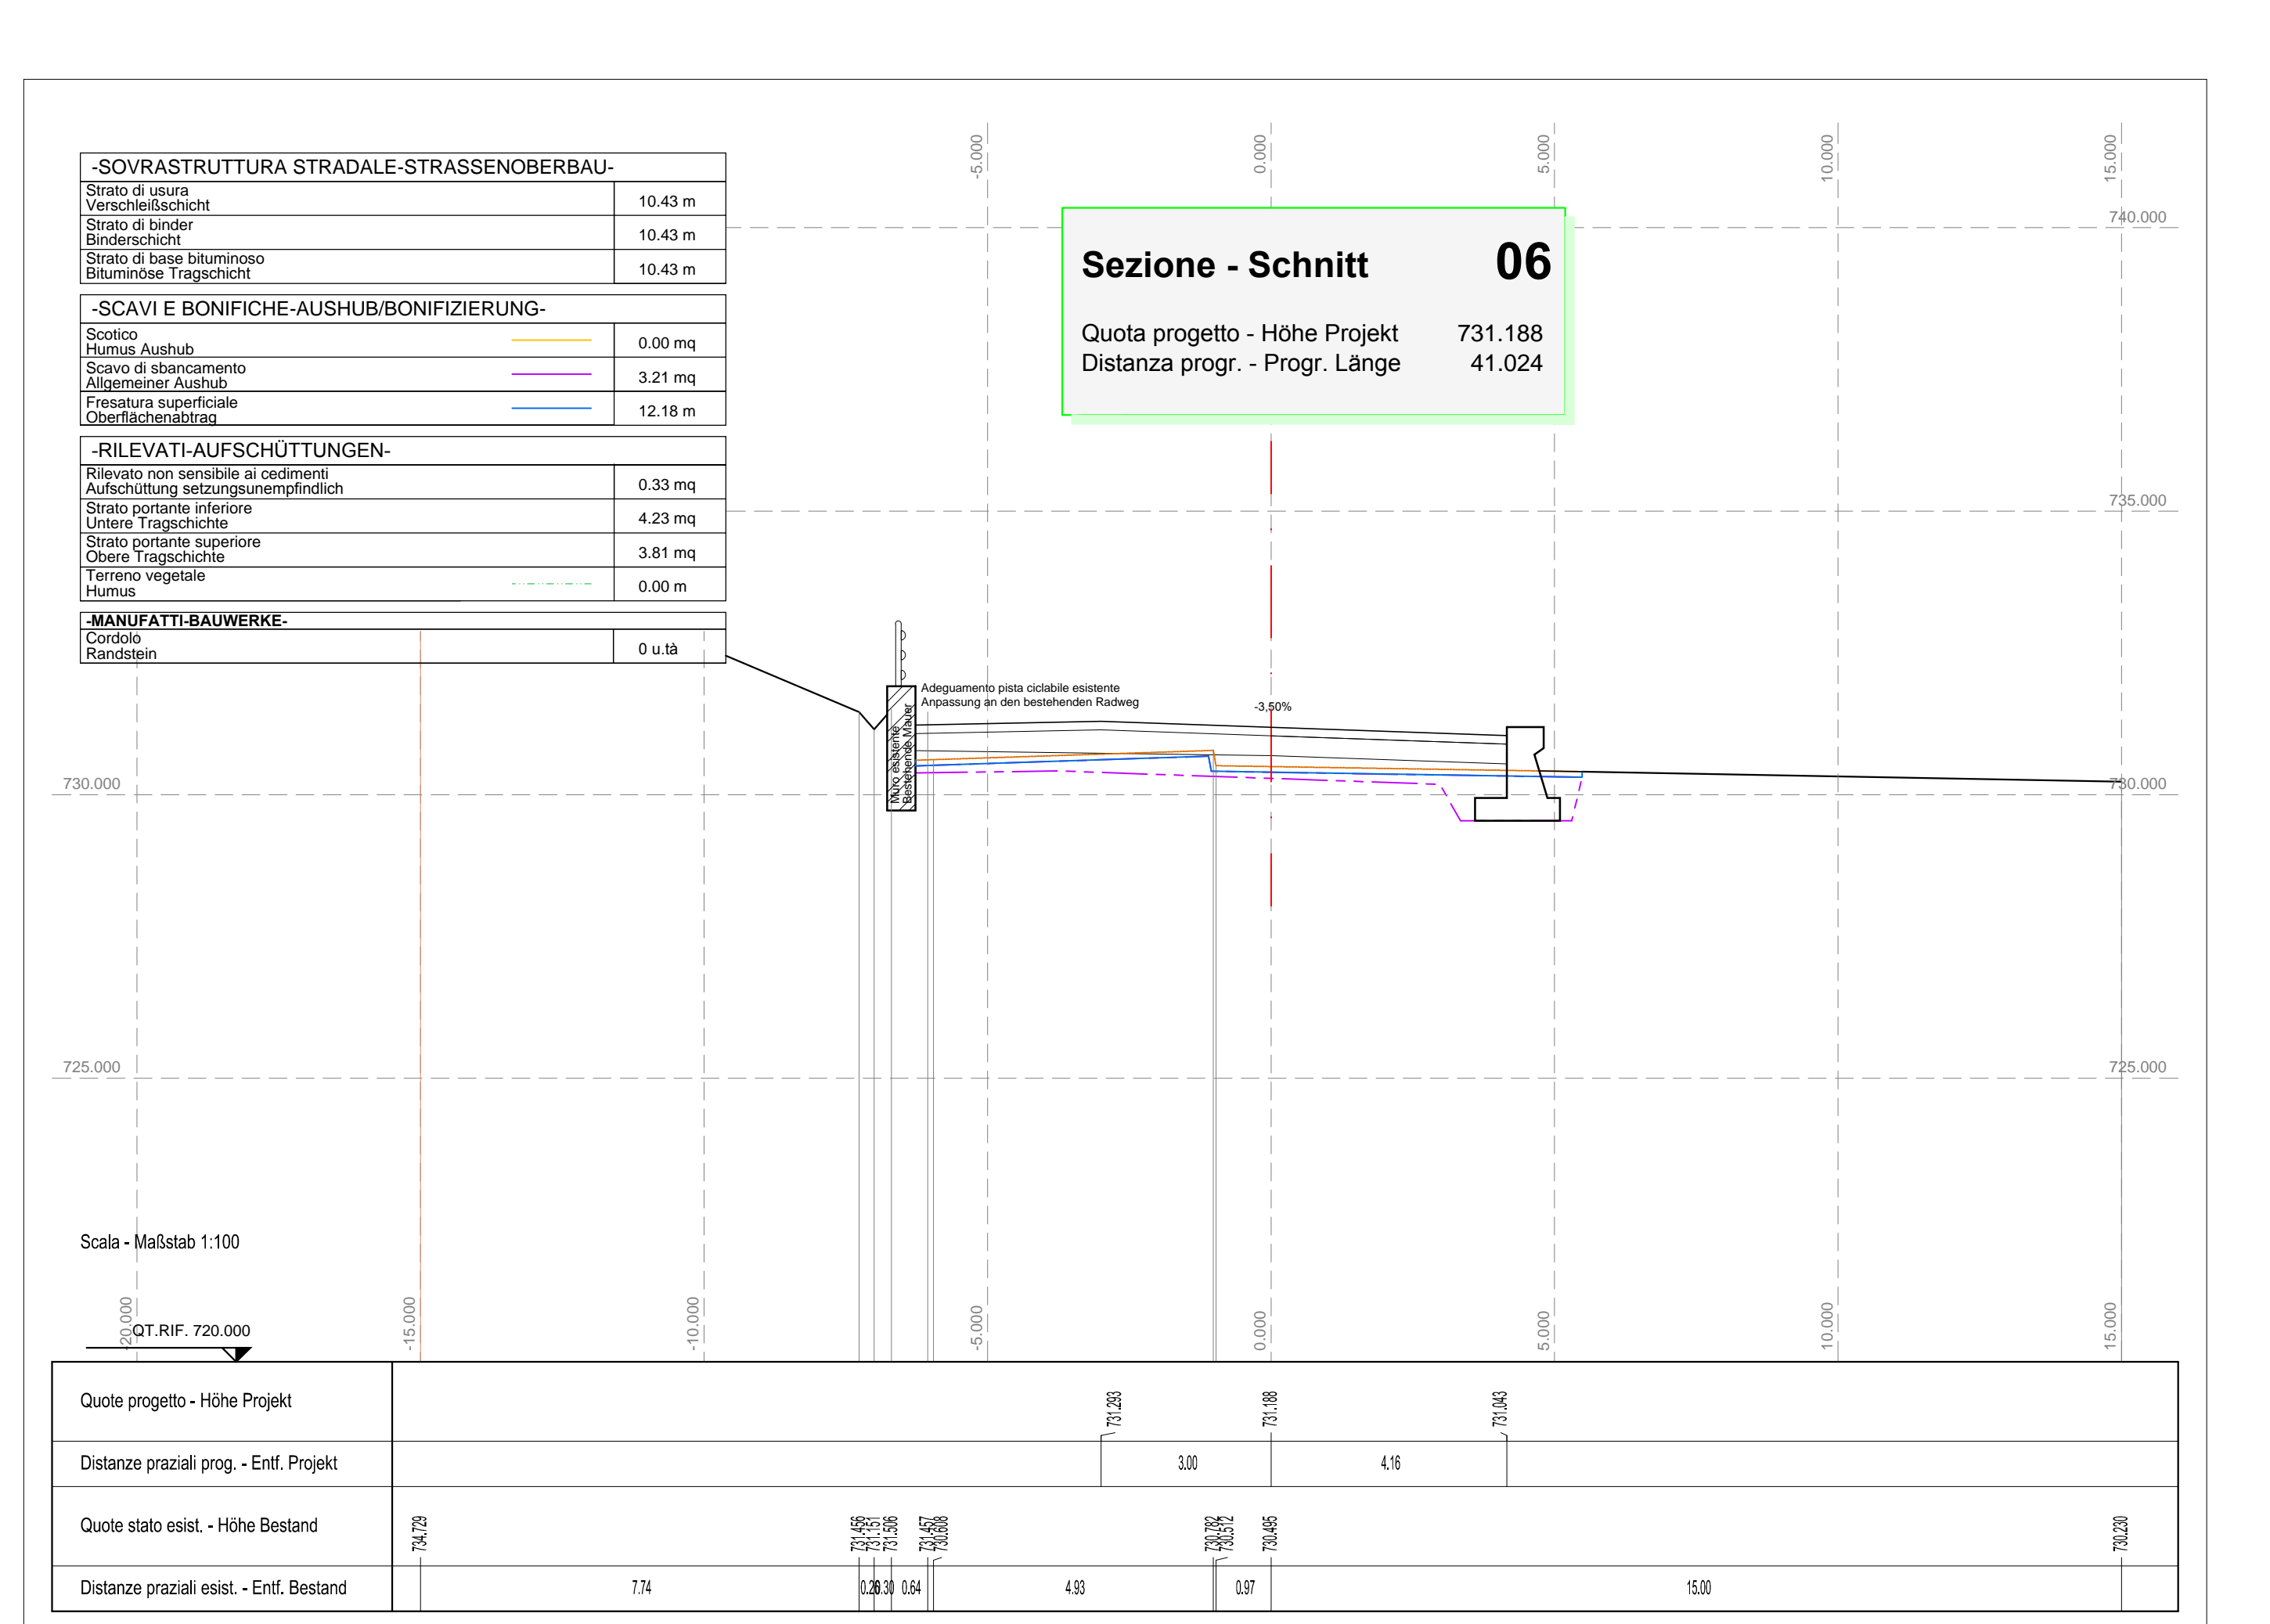 -SOVRASTRUTTURA STRADALE-STRASSENOBERBAU-
Strato di usura
Verschleißschicht
10.43 m
Strato di binder
Binderschicht
10.43 m
Strato di base bituminoso
Bituminöse Tragschicht
10.43 m
-SCAVI E BONIFICHE-AUSHUB/BONIFIZIERUNG-
Scotico
Humus Aushub
0.00 mq
Scavo di sbancamento
Allgemeiner Aushub
3.21 mq
Fresatura superficiale
Oberflächenabtrag
12.18 m
-RILEVATI-AUFSCHÜTTUNGEN-
Rilevato non sensibile ai cedimenti
Aufschüttung setzungsunempfindlich
0.33 mq
Strato portante inferiore
Untere Tragschichte
4.23 mq
Strato portante superiore
Obere Tragschichte
3.81 mq
Terreno vegetale
Humus
0.00 m
-MANUFATTI-BAUWERKE-
Cordolo
Randstein
0 u.tà
-5.000
0.000
5.000
10.000
15.000
Sezione - Schnitt 06
Quota progetto - Höhe Projekt 731.188
Distanza progr. - Progr. Länge 41.024
740.000
735.000
Adeguamento pista ciclabile esistente
Anpassung an den bestehenden Radweg
-3,50%
Muro esistente
Bestehende Mauer
730.000
730.000
725.000
725.000
Scala - Maßstab 1:100
QT.RIF. 720.000
-20.000
-15.000
-10.000
-5.000
0.000
5.000
10.000
15.000
Quote progetto - Höhe Projekt
731.293
731.188
731.043
Distanze praziali prog. - Entf. Projekt
3.00
4.16
Quote stato esist. - Höhe Bestand
734.729
731.456
731.151
731.506
731.457
730.608
730.782
730.512
730.495
730.230
Distanze praziali esist. - Entf. Bestand
7.74
0.26
0.30
0.64
4.93
0.97
15.00